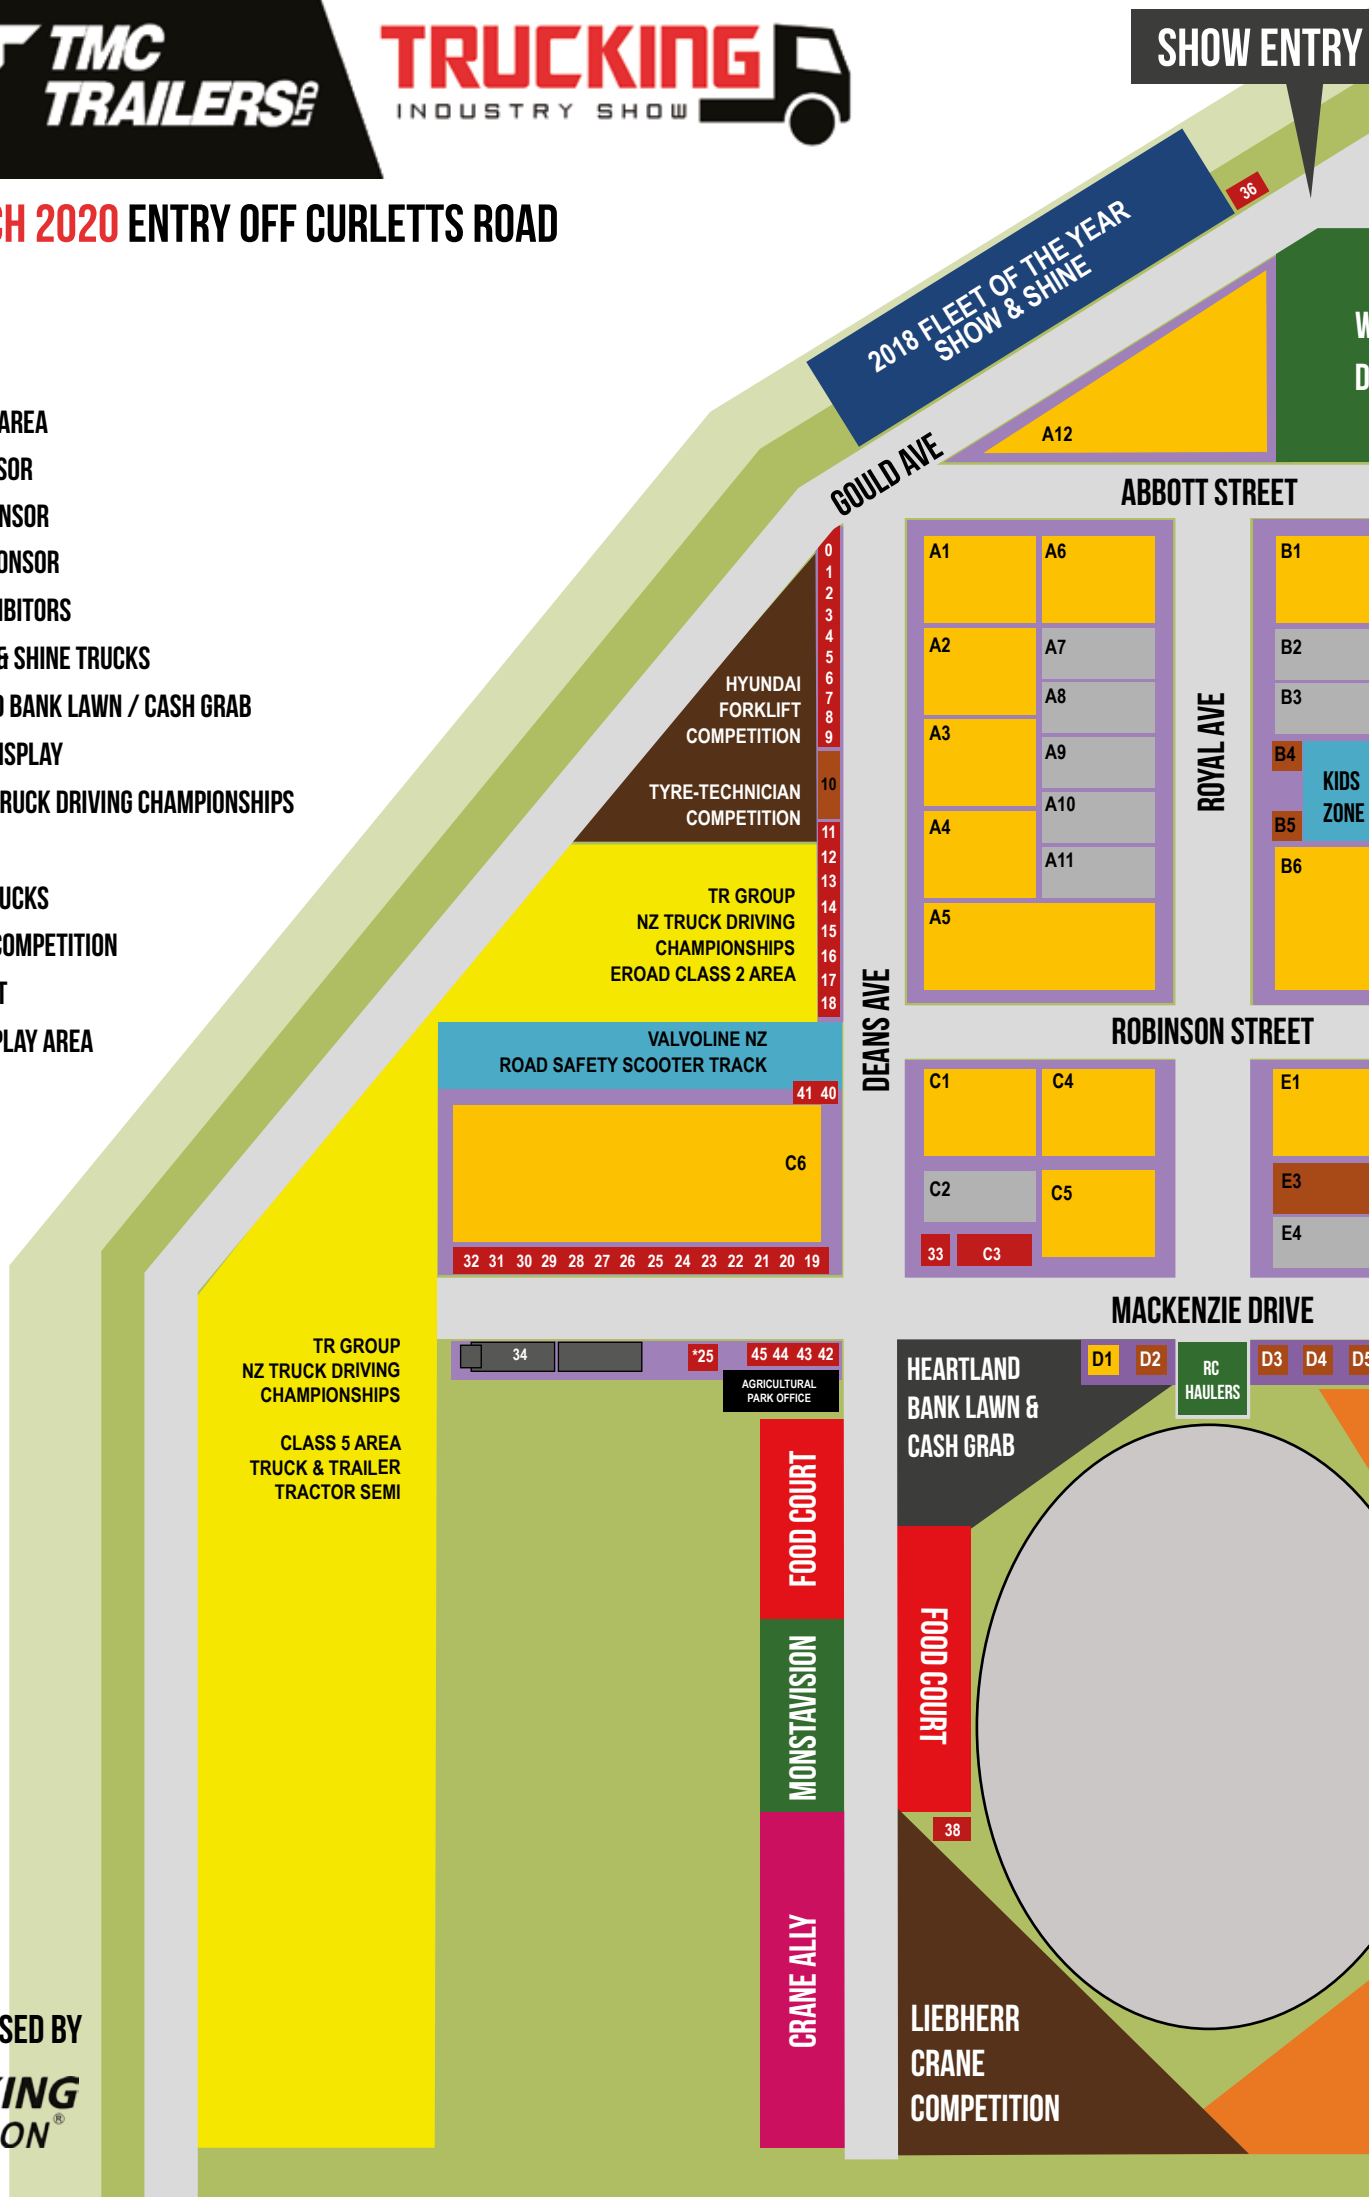 TMC
TRAILERS LTD
TRUCKING
INDUSTRY SHOW
SHOW ENTRY
CH 2020 ENTRY OFF CURLETTS ROAD
36
2018 FLEET OF THE YEAR
SHOW & SHINE
W
D
AREA
SOR
NSOR
ONSOR
IBITORS
& SHINE TRUCKS
D BANK LAWN / CASH GRAB
ISPLAY
TRUCK DRIVING CHAMPIONSHIPS
UCKS
COMPETITION
T
PLAY AREA
A12
GOULD AVE
ABBOTT STREET
0
1
2
3
4
5
6
7
8
9
10
11
12
13
14
15
16
17
18
HYUNDAI
FORKLIFT
COMPETITION
TYRE-TECHNICIAN
COMPETITION
TR GROUP
NZ TRUCK DRIVING
CHAMPIONSHIPS
EROAD CLASS 2 AREA
A1
A6
A2
A7
A8
A3
A9
A10
A4
A11
A5
ROYAL AVE
B1
B2
B3
B4
KIDS
ZONE
B5
B6
DEANS AVE
ROBINSON STREET
VALVOLINE NZ
ROAD SAFETY SCOOTER TRACK
41 40
C6
32 31 30 29 28 27 26 25 24 23 22 21 20 19
C1
C4
C2
C5
33
C3
E1
E3
E4
MACKENZIE DRIVE
TR GROUP
NZ TRUCK DRIVING
CHAMPIONSHIPS
CLASS 5 AREA
TRUCK & TRAILER
TRACTOR SEMI
34
*25
45 44 43 42
AGRICULTURAL
PARK OFFICE
HEARTLAND
BANK LAWN &
CASH GRAB
D1
D2
RC
HAULERS
D3
D4
D5
FOOD COURT
MONSTAVISION
CRANE ALLY
FOOD COURT
38
LIEBHERR
CRANE
COMPETITION
SED BY
KING
ON®